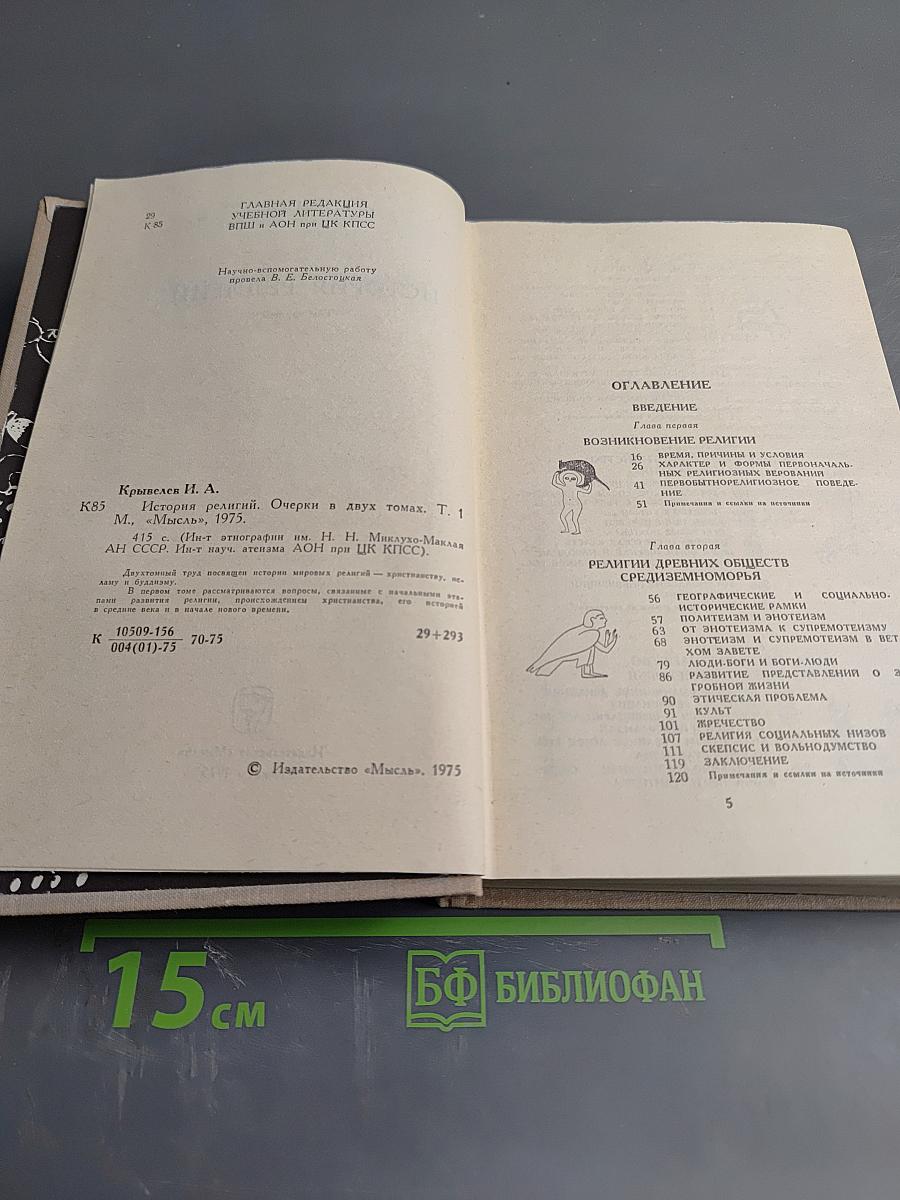 29
К 85
ГЛАВНАЯ РЕДАКЦИЯ
УЧЕБНОЙ ЛИТЕРАТУРЫ
ВПШ и АОН при ЦК КПСС
Научно-вспомогательную работу
провела В. Е. Белостоцкая
Крывелев И. А.
К85 История религий. Очерки в двух томах. Т. 1
М., «Мысль», 1975.
415 с. (Ин-т этнографии им. Н. Н. Миклухо-Маклая
АН СССР. Ин-т науч. атеизма АОН при ЦК КПСС).
Двухтомный труд посвящен истории мировых религий — христианству, ис-
ламу и буддизму.
В первом томе рассматриваются вопросы, связанные с начальными эта-
пами развития религии, происхождением христианства, его историей
в средние века и в начале нового времени.
К 10509-156
004(01)-75 70-75
29+293
© Издательство «Мысль». 1975
ОГЛАВЛЕНИЕ
ВВЕДЕНИЕ
Глава первая
ВОЗНИКНОВЕНИЕ РЕЛИГИИ
16 ВРЕМЯ, ПРИЧИНЫ И УСЛОВИЯ
26 ХАРАКТЕР И ФОРМЫ ПЕРВОНАЧАЛЬ-
НЫХ РЕЛИГИОЗНЫХ ВЕРОВАНИЙ
41 ПЕРВОБЫТНОРЕЛИГИОЗНОЕ ПОВЕДЕ-
НИЕ
51 Примечания и ссылки на источники
Глава вторая
РЕЛИГИИ ДРЕВНИХ ОБЩЕСТВ
СРЕДИЗЕМНОМОРЬЯ
56 ГЕОГРАФИЧЕСКИЕ И СОЦИАЛЬНО-
ИСТОРИЧЕСКИЕ РАМКИ
57 ПОЛИТЕИЗМ И ЭНОТЕИЗМ
63 ОТ ЭНОТЕИЗМА К СУПРЕМОТЕИЗМУ
68 ЭНОТЕИЗМ И СУПРЕМОТЕИЗМ В ВЕТ
ХОМ ЗАВЕТЕ
79 ЛЮДИ-БОГИ И БОГИ-ЛЮДИ
86 РАЗВИТИЕ ПРЕДСТАВЛЕНИЙ О З
ГРОБНОЙ ЖИЗНИ
90 ЭТИЧЕСКАЯ ПРОБЛЕМА
91 КУЛЬТ
101 ЖРЕЧЕСТВО
107 РЕЛИГИЯ СОЦИАЛЬНЫХ НИЗОВ
111 СКЕПСИС И ВОЛЬНОДУМСТВО
119 ЗАКЛЮЧЕНИЕ
120 Примечания и ссылки на источники
5
15 см
БФ БИБЛИОФАН